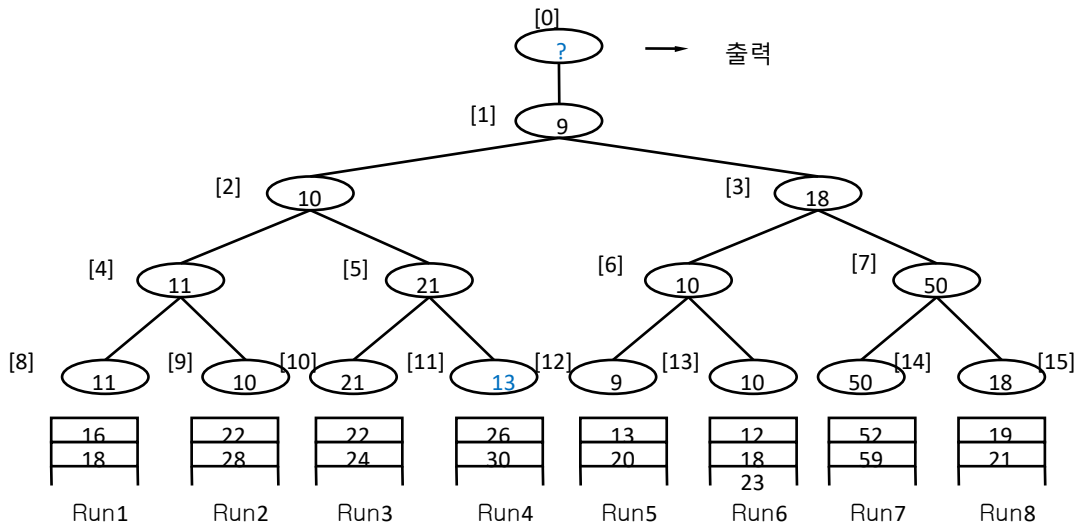 [0]
? 출력
[1] 9
[2] 10 [3] 18
[4] 11 [5] 21 [6] 10 [7] 50
[8] 11 [9] 10 [10] 21 [11] 13 [12] 9 [13] 10 50 [14] 18 [15]
16 22 22 26 13 12 52 19
18 28 24 30 20 18 59 21
23
Run1 Run2 Run3 Run4 Run5 Run6 Run7 Run8